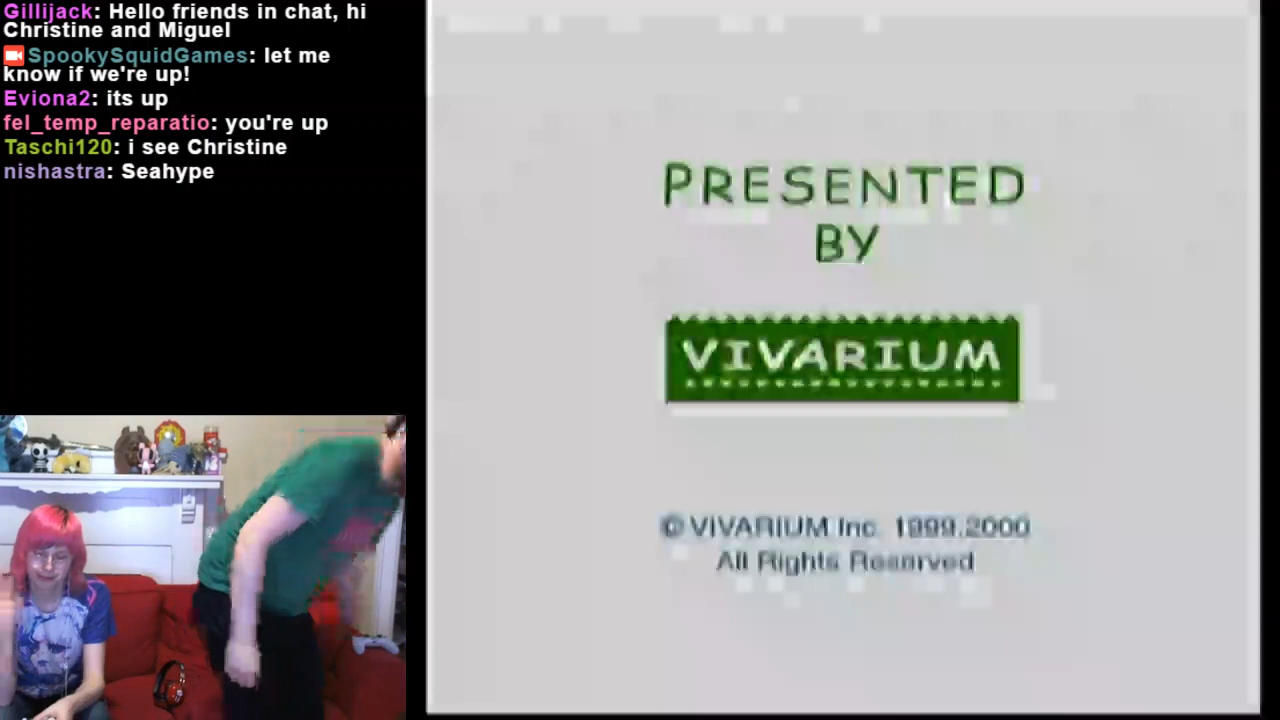 Gillijack: Hello friends in chat, hi
Christine and Miguel
SpookySquidGames: let me
know if we're up!
Eviona2: its up
fel_temp_reparatio: you're up
Taschi120: i see Christine
nishastra: Seahype
PRESENTED
BY
VIVARIUM
© VIVARIUM Inc. 1999,2000
All Rights Reserved